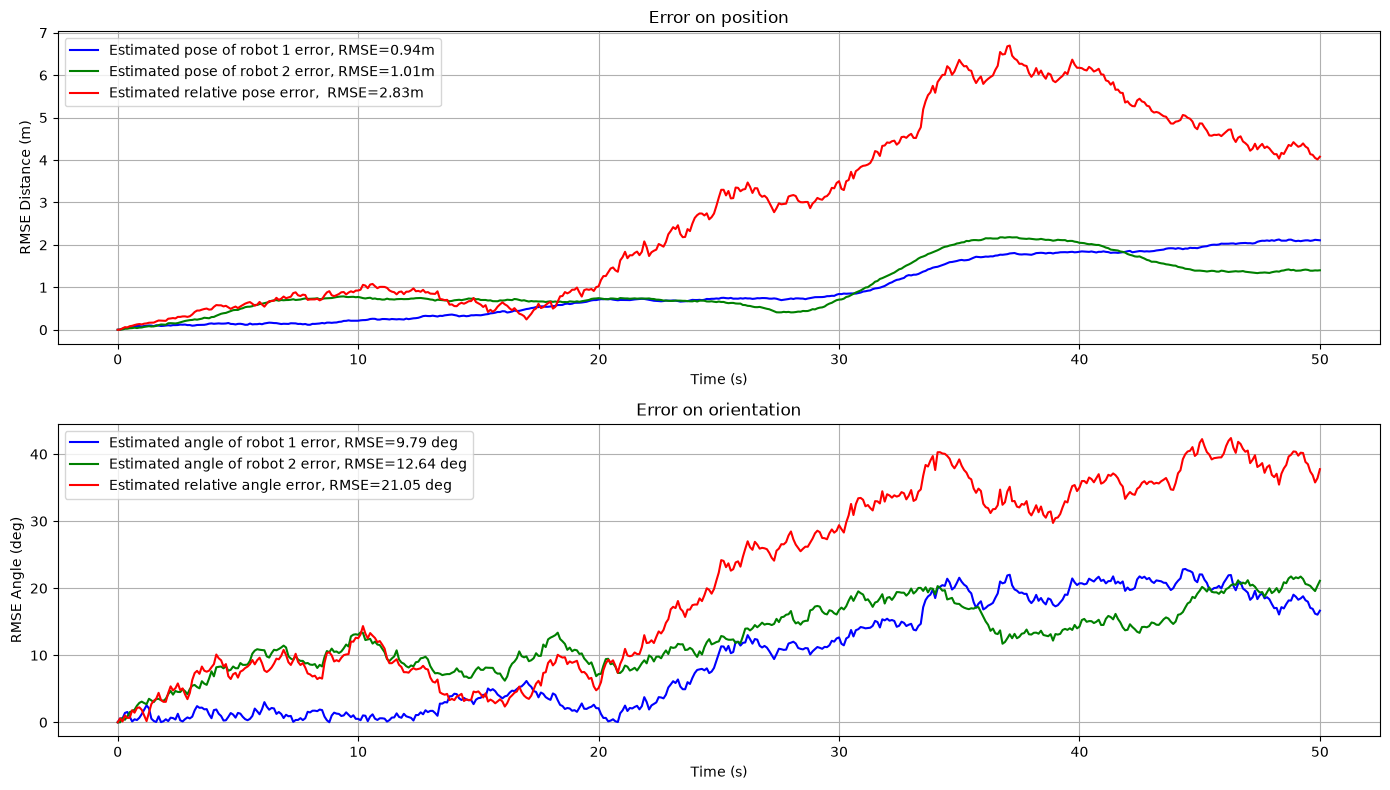 Error on position
Estimated pose of robot 1 error, RMSE=0.94m
Estimated pose of robot 2 error, RMSE=1.01m
Estimated relative pose error,  RMSE=2.83m
RMSE Distance (m)
7
6
5
4
3
2
1
0
0 10 20 30 40 50
Time (s)
Error on orientation
Estimated angle of robot 1 error, RMSE=9.79 deg
Estimated angle of robot 2 error, RMSE=12.64 deg
Estimated relative angle error, RMSE=21.05 deg
RMSE Angle (deg)
40
30
20
10
0
0 10 20 30 40 50
Time (s)